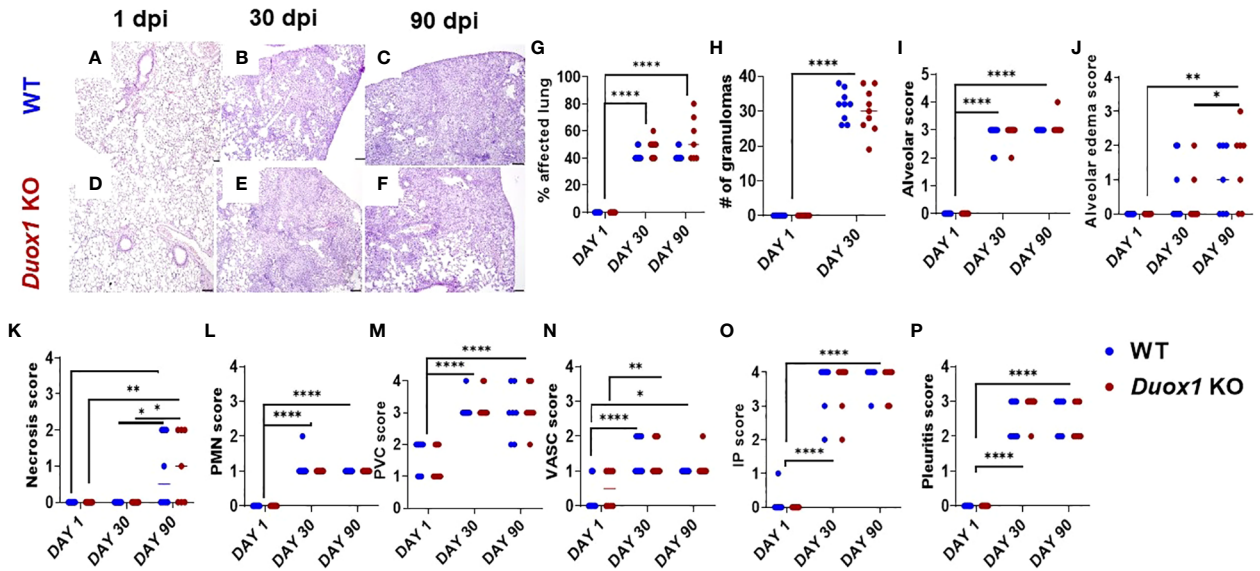 1 dpi 30 dpi 90 dpi
WT
Duox1 KO
A B C
D E F
G
% affected lung
100
80
60
40
20
0
****
****
DAY 1 DAY 30 DAY 90
H
# of granulomas
40
30
20
10
0
****
DAY 1 DAY 30
I
Alveolar score
5
4
3
2
1
0
****
****
DAY 1 DAY 30 DAY 90
J
Alveolar edema score
5
4
3
2
1
0
**
*
DAY 1 DAY 30 DAY 90
K
Necrosis score
4
3
2
1
0
**
* *
DAY 1 DAY 30 DAY 90
L
PMN score
4
3
2
1
0
****
****
DAY 1 DAY 30 DAY 90
M
PVC score
4
3
2
1
0
****
****
DAY 1 DAY 30 DAY 90
N
VASC score
4
3
2
1
0
**
*
****
DAY 1 DAY 30 DAY 90
O
IP score
4
3
2
1
0
****
****
DAY 1 DAY 30 DAY 90
P
Pleuritis score
4
3
2
1
0
****
****
DAY 1 DAY 30 DAY 90
WT
Duox1 KO